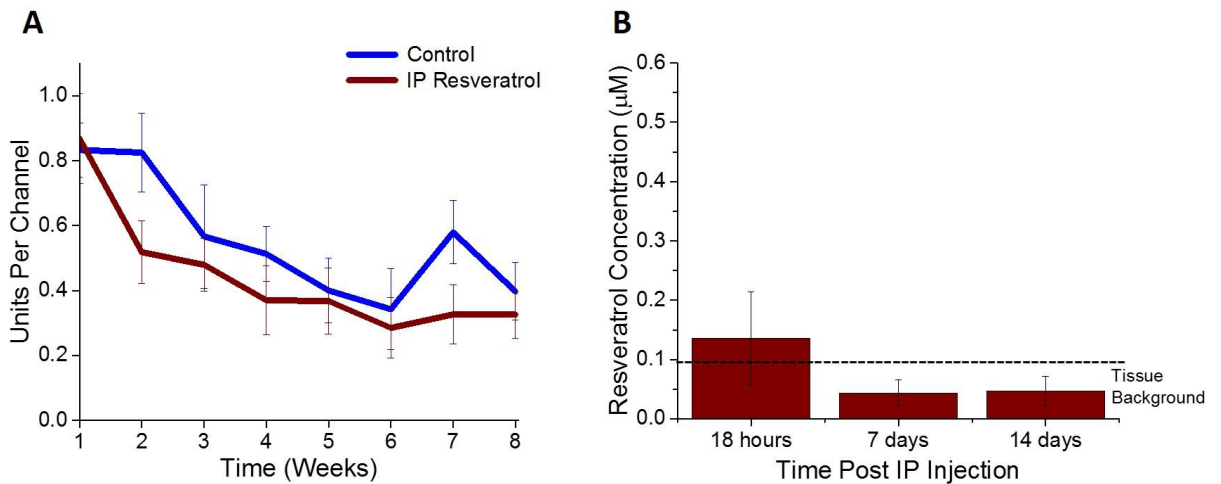 A
Control
IP Resveratrol
Units Per Channel
1.0
0.8
0.6
0.4
0.2
0.0
1 2 3 4 5 6 7 8
Time (Weeks)
B
Resveratrol Concentration (μM)
0.6
0.5
0.4
0.3
0.2
0.1
0.0
Tissue
Background
18 hours 7 days 14 days
Time Post IP Injection